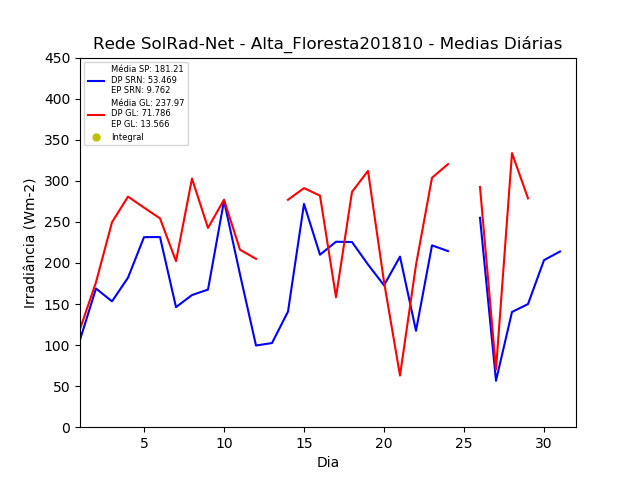 Rede SolRad-Net - Alta_Floresta201810 - Medias Diárias
Média SP: 181.21
DP SRN: 53.469
EP SRN: 9.762
Média GL: 237.97
DP GL: 71.786
EP GL: 13.566
Integral
Irradiância (Wm-2)
450
400
350
300
250
200
150
100
50
0
5
10
15
20
25
30
Dia